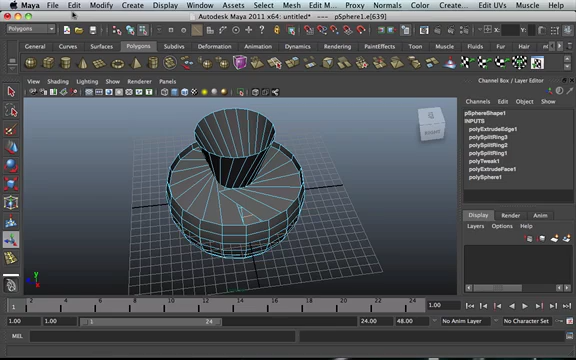 Maya File Edit Modify Create Display Window Assets Select Mesh Edit M... Proxy Normals Color Create... Edit UVs Muscle Help
Autodesk Maya 2011 x64: untitled* --- pSphere1.e[639]
Polygons
General Curves Surfaces Polygons Subdivs Deformation Animation Dynamics Rendering PaintEffects Toon Muscle Fluids Fur Hair
View Shading Lighting Show Renderer Panels
RIGHT
Channel Box / Layer Editor
Channels Edit Object Show
pSphereShape1
INPUTS
polyExtrudeEdge1
polySplitRing3
polySplitRing2
polySplitRing1
polyTweak1
polyExtrudeFace1
polySphere1
Display Render Anim
Layers Options Help
y
2 4 6 8 10 12 14 16 18 20 22 24
1 1.00
1.00 1.00 1 24 24.00 48.00 No Anim Layer No Character Set
MEL